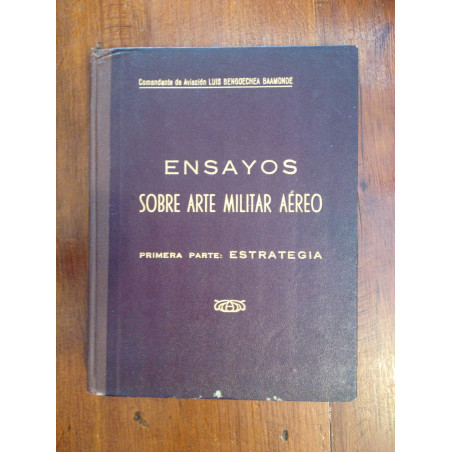 Comandante de Aviación LUIS BENGOECHEA BAAMONDE
ENSAYOS
SOBRE ARTE MILITAR AÉREO
PRIMERA PARTE: ESTRATEGIA